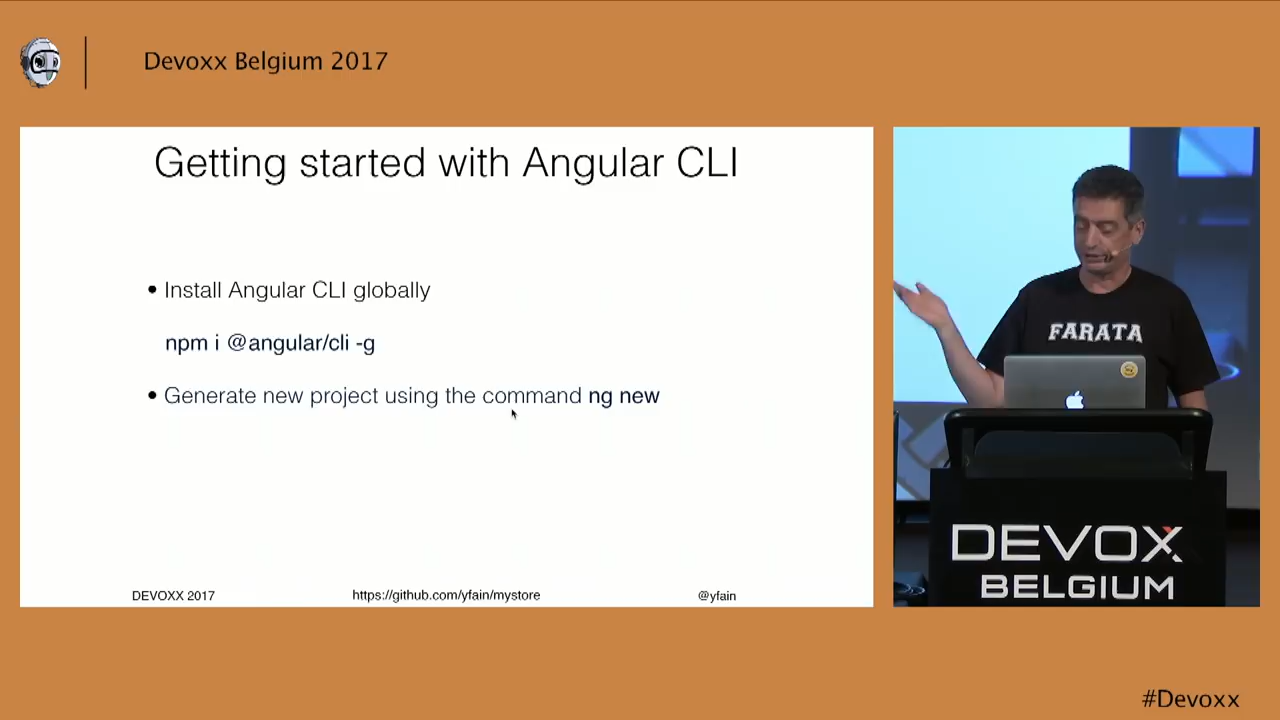 Devoxx Belgium 2017
Getting started with Angular CLI
• Install Angular CLI globally
npm i @angular/cli -g
• Generate new project using the command ng new
DEVOXX 2017 https://github.com/yfain/mystore @yfain
FARATA
DEVOXX
BELGIUM
#Devoxx